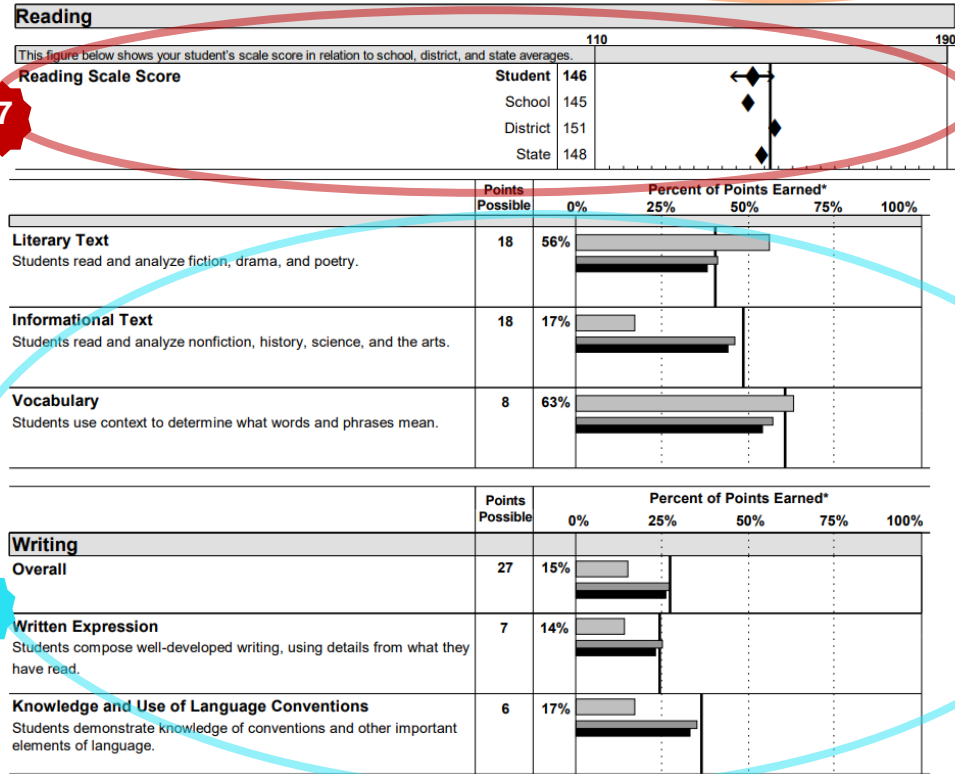 Reading
110 190
This figure below shows your student's scale score in relation to school, district, and state averages.
Reading Scale Score Student 146
7
School 145
District 151
State 148
Points Possible Percent of Points Earned*
0% 25% 50% 75% 100%
Literary Text 18 56%
Students read and analyze fiction, drama, and poetry.
Informational Text 18 17%
Students read and analyze nonfiction, history, science, and the arts.
Vocabulary 8 63%
Students use context to determine what words and phrases mean.
Points Possible Percent of Points Earned*
0% 25% 50% 75% 100%
Writing
Overall 27 15%
Written Expression 7 14%
Students compose well-developed writing, using details from what they
have read.
Knowledge and Use of Language Conventions 6 17%
Students demonstrate knowledge of conventions and other important
elements of language.